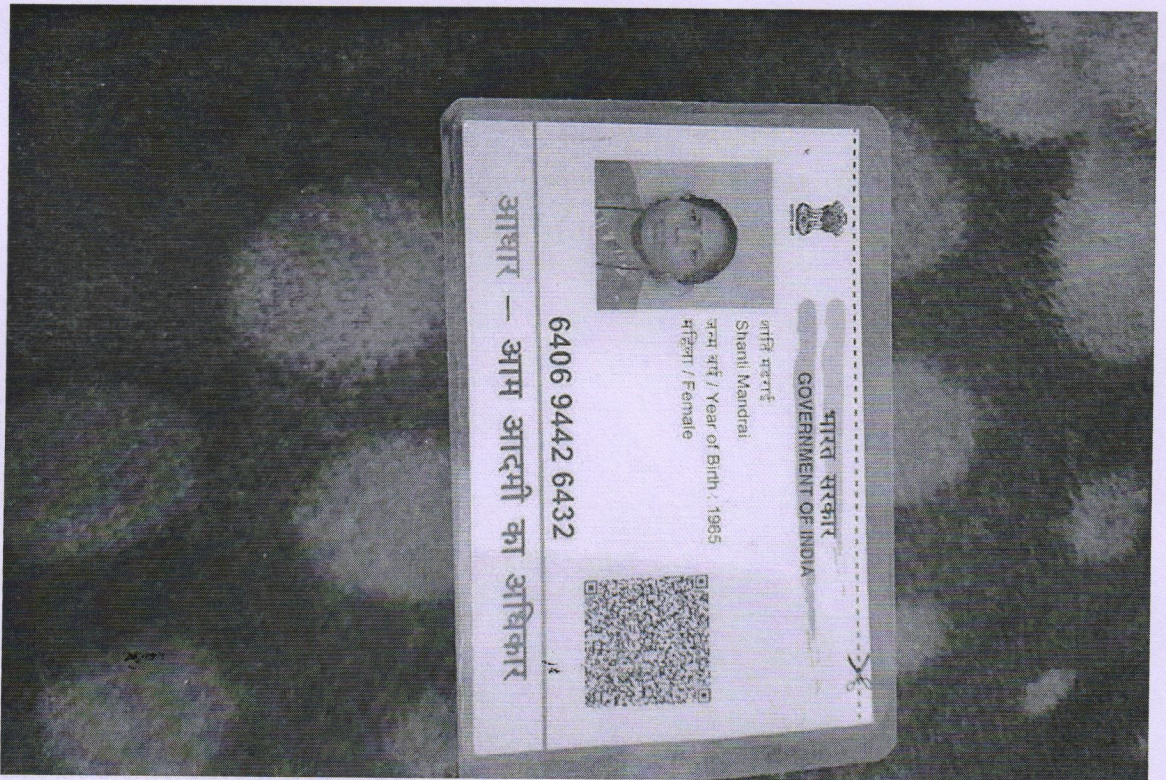 भारत सरकार
GOVERNMENT OF INDIA
Shanti Mandrai
जन्म वर्ष / Year of Birth : 1965
महिला / Female
6406 9442 6432
आधार – आम आदमी का अधिकार